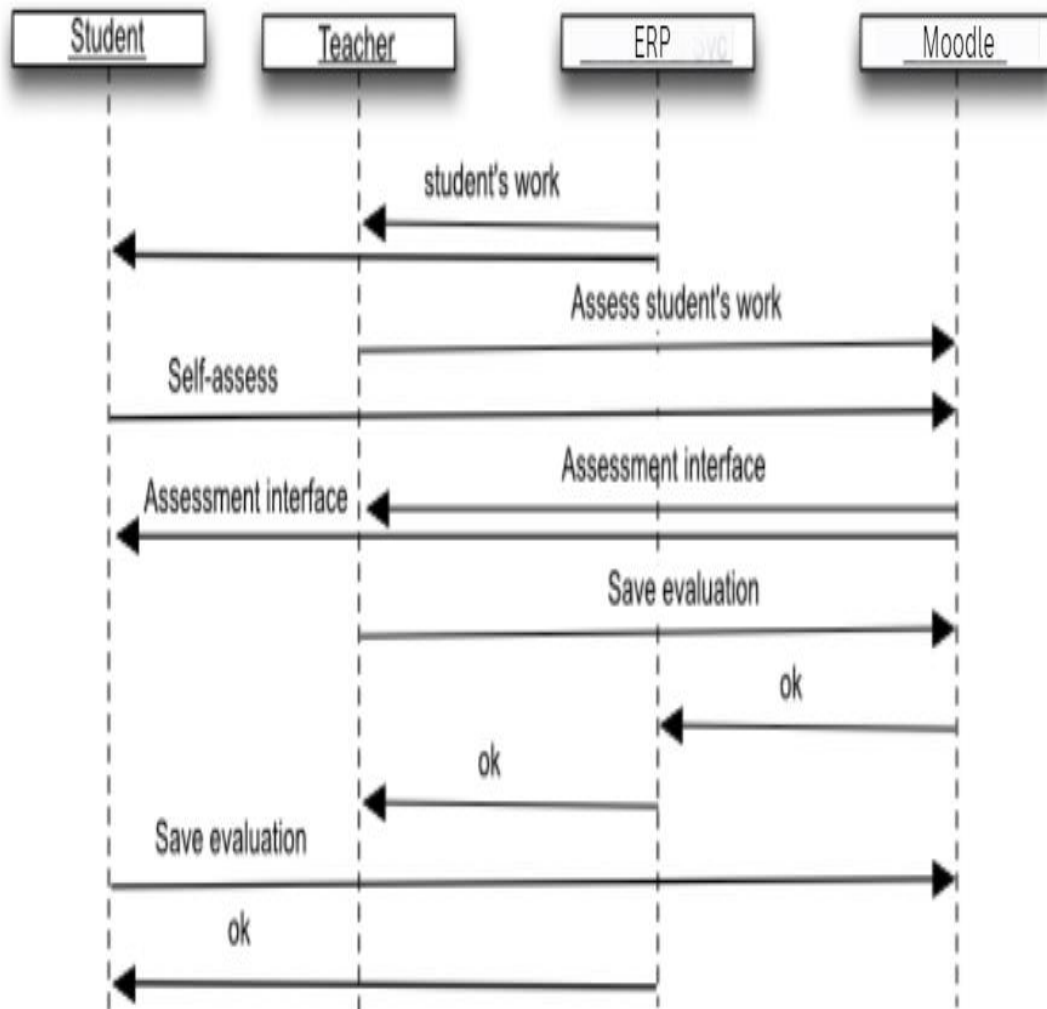 Student
Teacher
ERP
Moodle
student's work
Assess student's work
Self-assess
Assessment interface
Assessment interface
Save evaluation
ok
ok
Save evaluation
ok